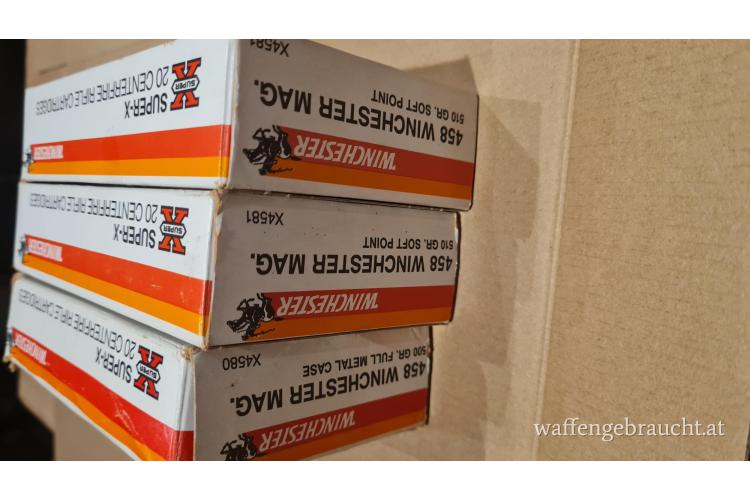 X4581
458 WINCHESTER MAG.
510 GR. SOFT POINT
WINCHESTER
SUPER-X
20 CENTERFIRE RIFLE CARTRIDGES
X
SUPER
WINCHESTER
X4581
458 WINCHESTER MAG.
510 GR. SOFT POINT
WINCHESTER
SUPER-X
20 CENTERFIRE RIFLE CARTRIDGES
X
SUPER
WINCHESTER
X4580
458 WINCHESTER MAG.
500 GR. FULL METAL CASE
WINCHESTER
SUPER-X
20 CENTERFIRE RIFLE CARTRIDGES
X
SUPER
WINCHESTER
waffengebraucht.at